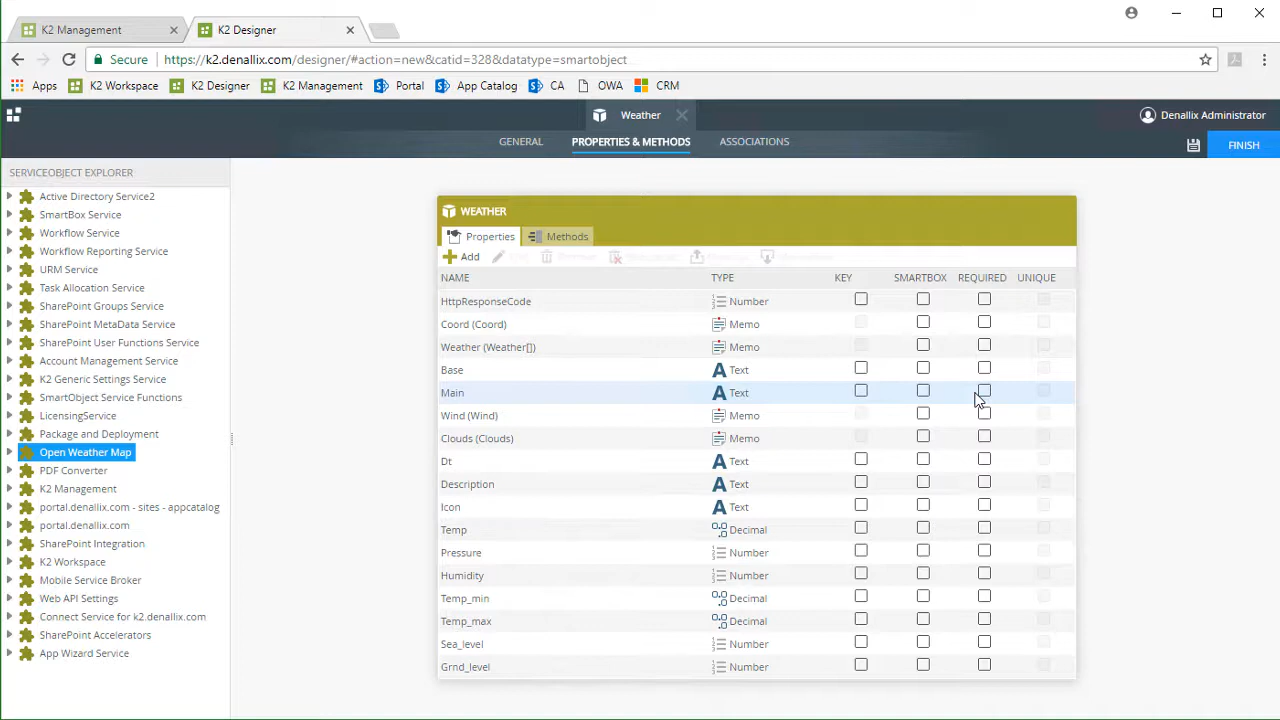 K2 Management
K2 Designer
Secure https://k2.denallix.com/designer/#action=new&catid=328&datatype=smartobject
Apps K2 Workspace K2 Designer K2 Management Portal App Catalog CA OWA CRM
Weather
Denallix Administrator
GENERAL PROPERTIES & METHODS ASSOCIATIONS
FINISH
SERVICEOBJECT EXPLORER
Active Directory Service2
SmartBox Service
Workflow Service
Workflow Reporting Service
URM Service
Task Allocation Service
SharePoint Groups Service
SharePoint MetaData Service
SharePoint User Functions Service
Account Management Service
K2 Generic Settings Service
SmartObject Service Functions
LicensingService
Package and Deployment
Open Weather Map
PDF Converter
K2 Management
portal.denallix.com - sites - appcatalog
portal.denallix.com
SharePoint Integration
K2 Workspace
Mobile Service Broker
Web API Settings
Connect Service for k2.denallix.com
SharePoint Accelerators
App Wizard Service
WEATHER
Properties Methods
Add
NAME TYPE KEY SMARTBOX REQUIRED UNIQUE
HttpResponseCode Number
Coord (Coord) Memo
Weather (Weather[]) Memo
Base Text
Main Text
Wind (Wind) Memo
Clouds (Clouds) Memo
Dt Text
Description Text
Icon Text
Temp Decimal
Pressure Number
Humidity Number
Temp_min Decimal
Temp_max Decimal
Sea_level Number
Grnd_level Number